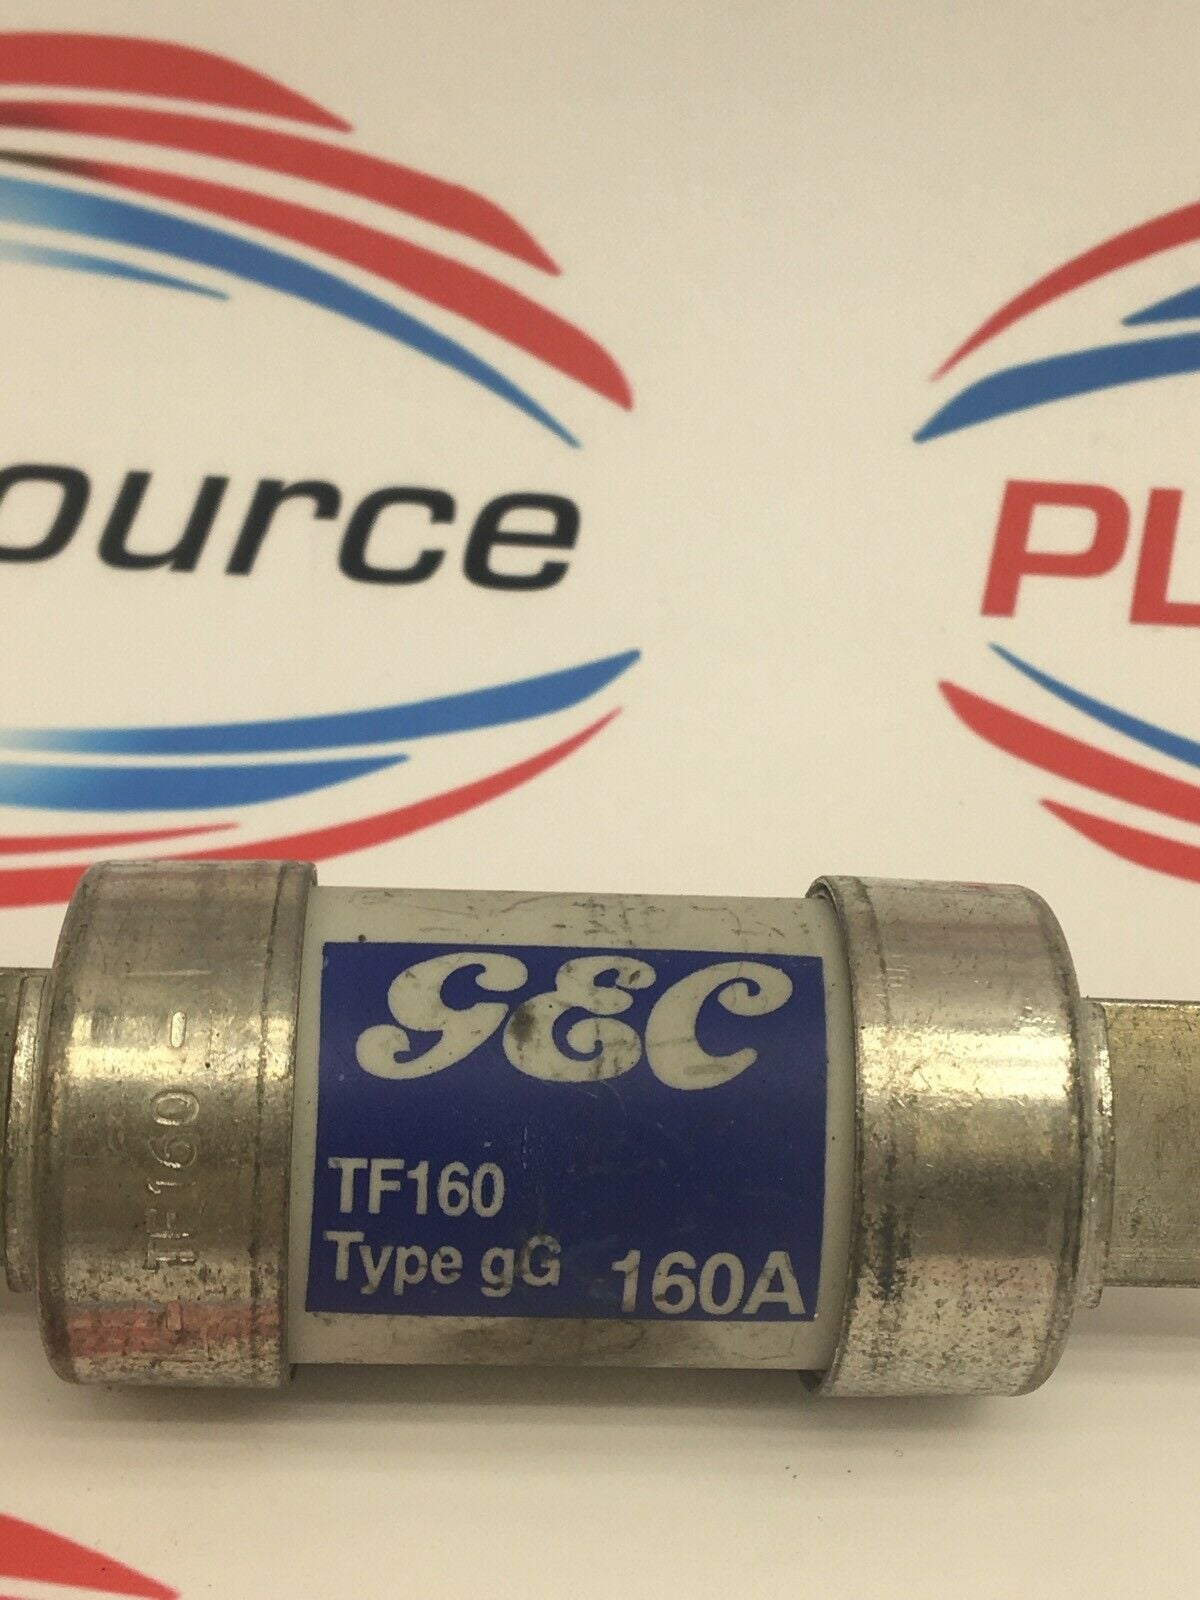 ource
PL
GEC
TF160
Type gG 160A
TF160-